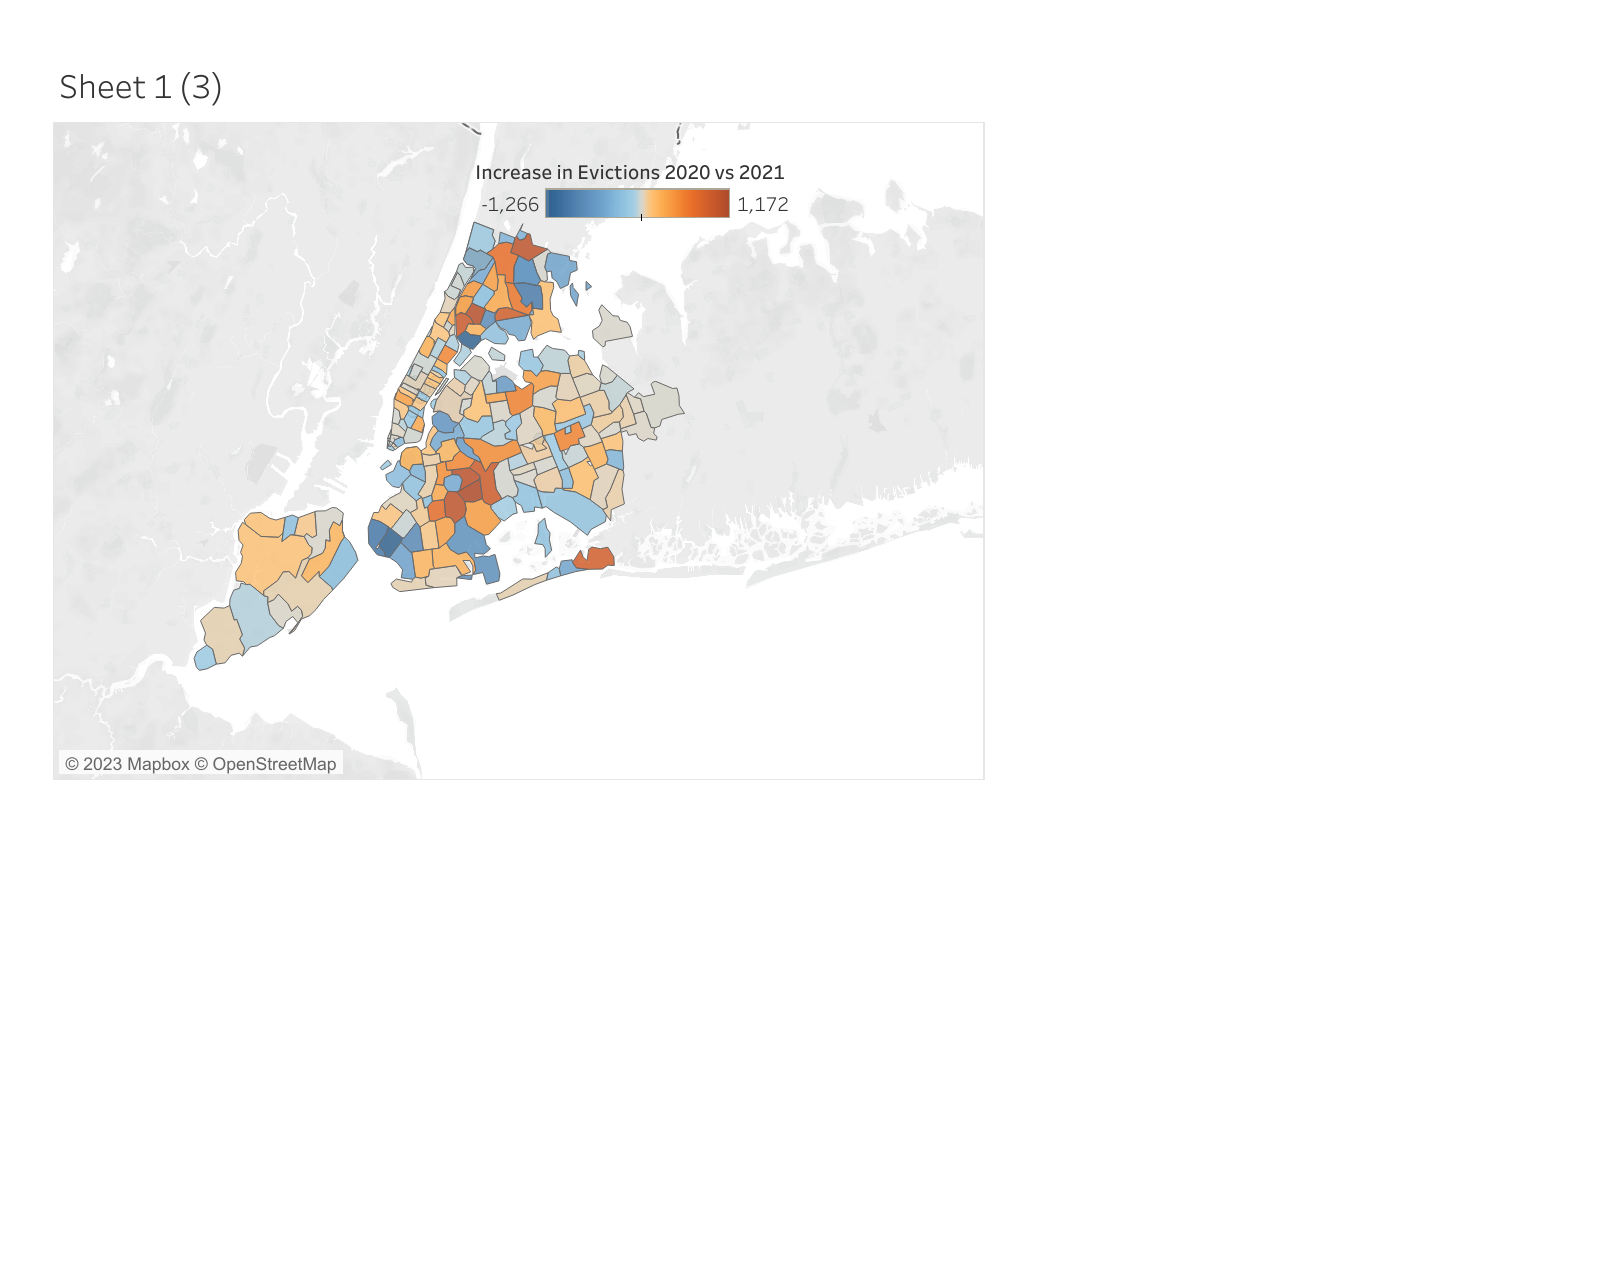 Sheet 1 (3)
Increase in Evictions 2020 vs 2021
-1,266 1,172
© 2023 Mapbox © OpenStreetMap